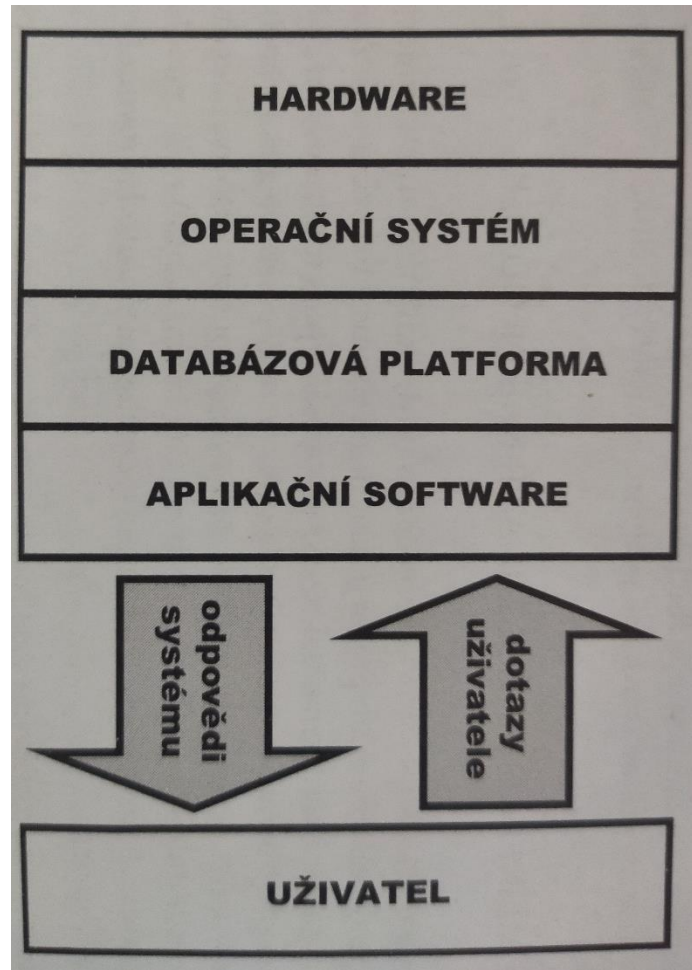 HARDWARE
OPERAČNÍ SYSTÉM
DATABÁZOVÁ PLATFORMA
APLIKAČNÍ SOFTWARE
odpovědi
systému
dotazy
uživatele
UŽIVATEL